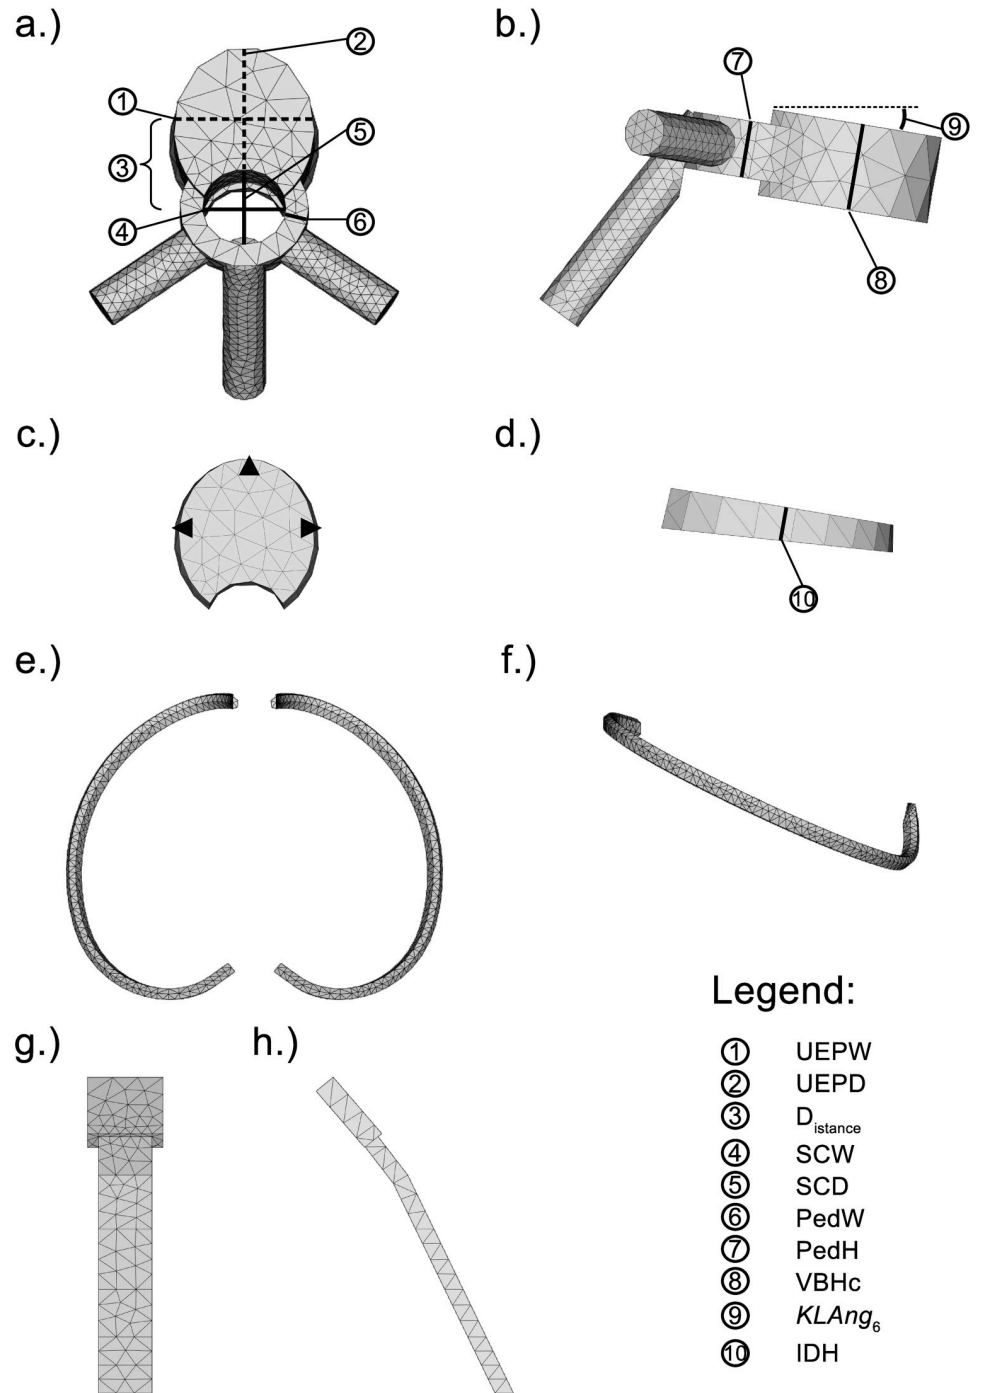 a.)
b.)
②
⑦
①
⑤
⑨
③
④
⑥
⑧
c.)
d.)
⑩
e.)
f.)
Legend:
g.)
h.)
① UEPW
② UEPD
③ Distance
④ SCW
⑤ SCD
⑥ PedW
⑦ PedH
⑧ VBHc
⑨ KLAng6
⑩ IDH